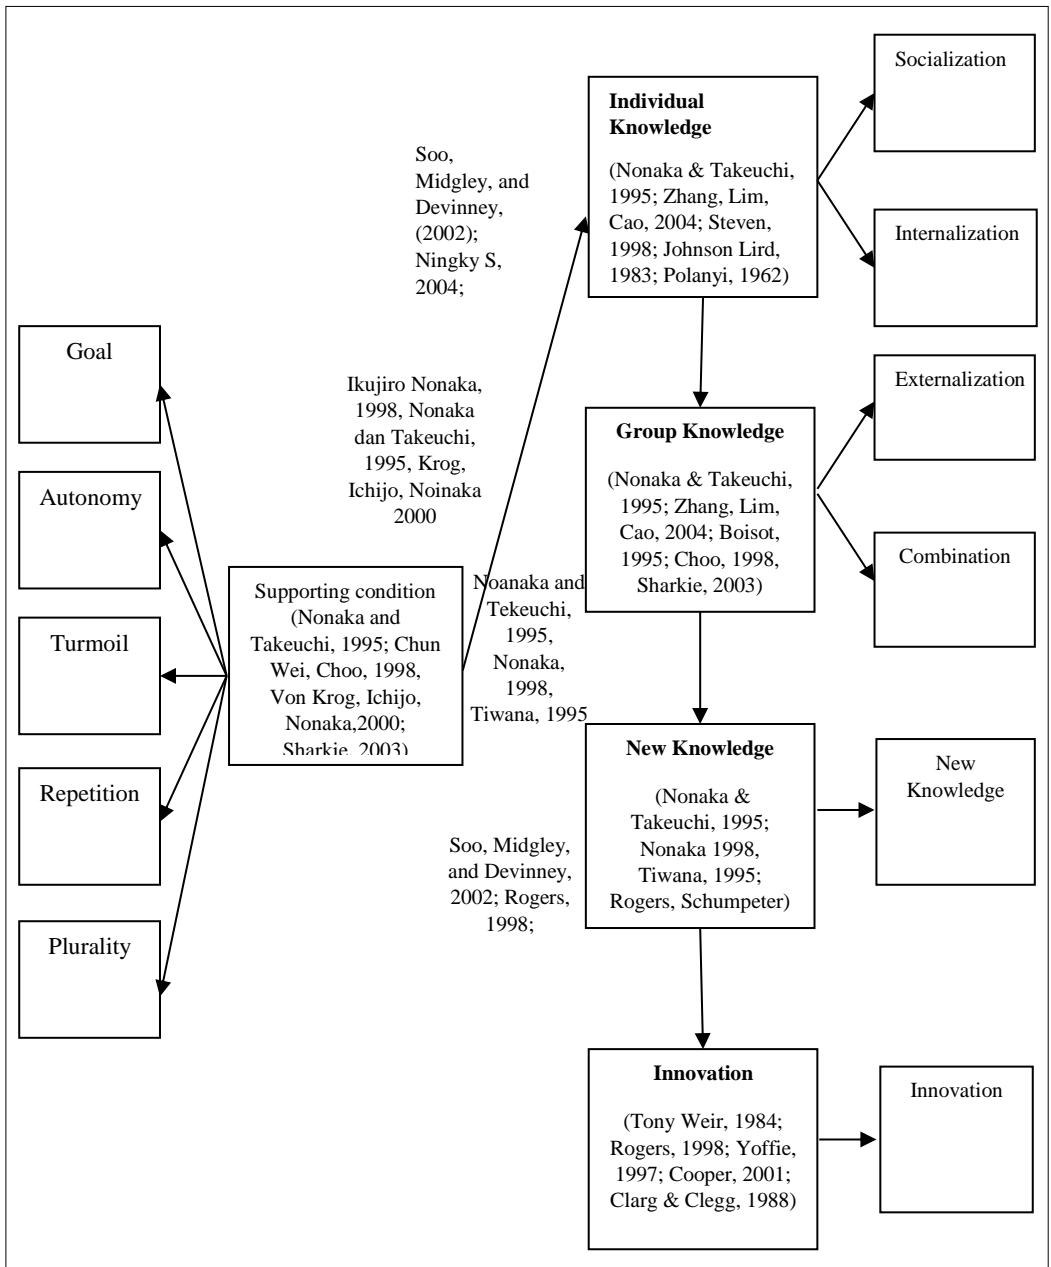 Socialization
Individual
Knowledge
(Nonaka & Takeuchi,
1995; Zhang, Lim,
Cao, 2004; Steven,
1998; Johnson Lird,
1983; Polanyi, 1962)
Soo,
Midgley, and
Devinney,
(2002);
Ningky S,
2004;
Internalization
Goal
Ikujiro Nonaka,
1998, Nonaka
dan Takeuchi,
1995, Krog,
Ichijo, Noinaka
2000
Externalization
Group Knowledge
(Nonaka & Takeuchi,
1995; Zhang, Lim,
Cao, 2004; Boisot,
1995; Choo, 1998,
Sharkie, 2003)
Autonomy
Combination
Supporting condition
(Nonaka and
Takeuchi, 1995; Chun
Wei, Choo, 1998,
Von Krog, Ichijo,
Nonaka,2000;
Sharkie, 2003)
Noanaka and
Tekeuchi,
1995,
Nonaka,
1998,
Tiwana, 1995
Turmoil
Repetition
New Knowledge
(Nonaka &
Takeuchi, 1995;
Nonaka 1998,
Tiwana, 1995;
Rogers, Schumpeter)
New
Knowledge
Soo, Midgley,
and Devinney,
2002; Rogers,
1998;
Plurality
Innovation
(Tony Weir, 1984;
Rogers, 1998; Yoffie,
1997; Cooper, 2001;
Clarg & Clegg, 1988)
Innovation